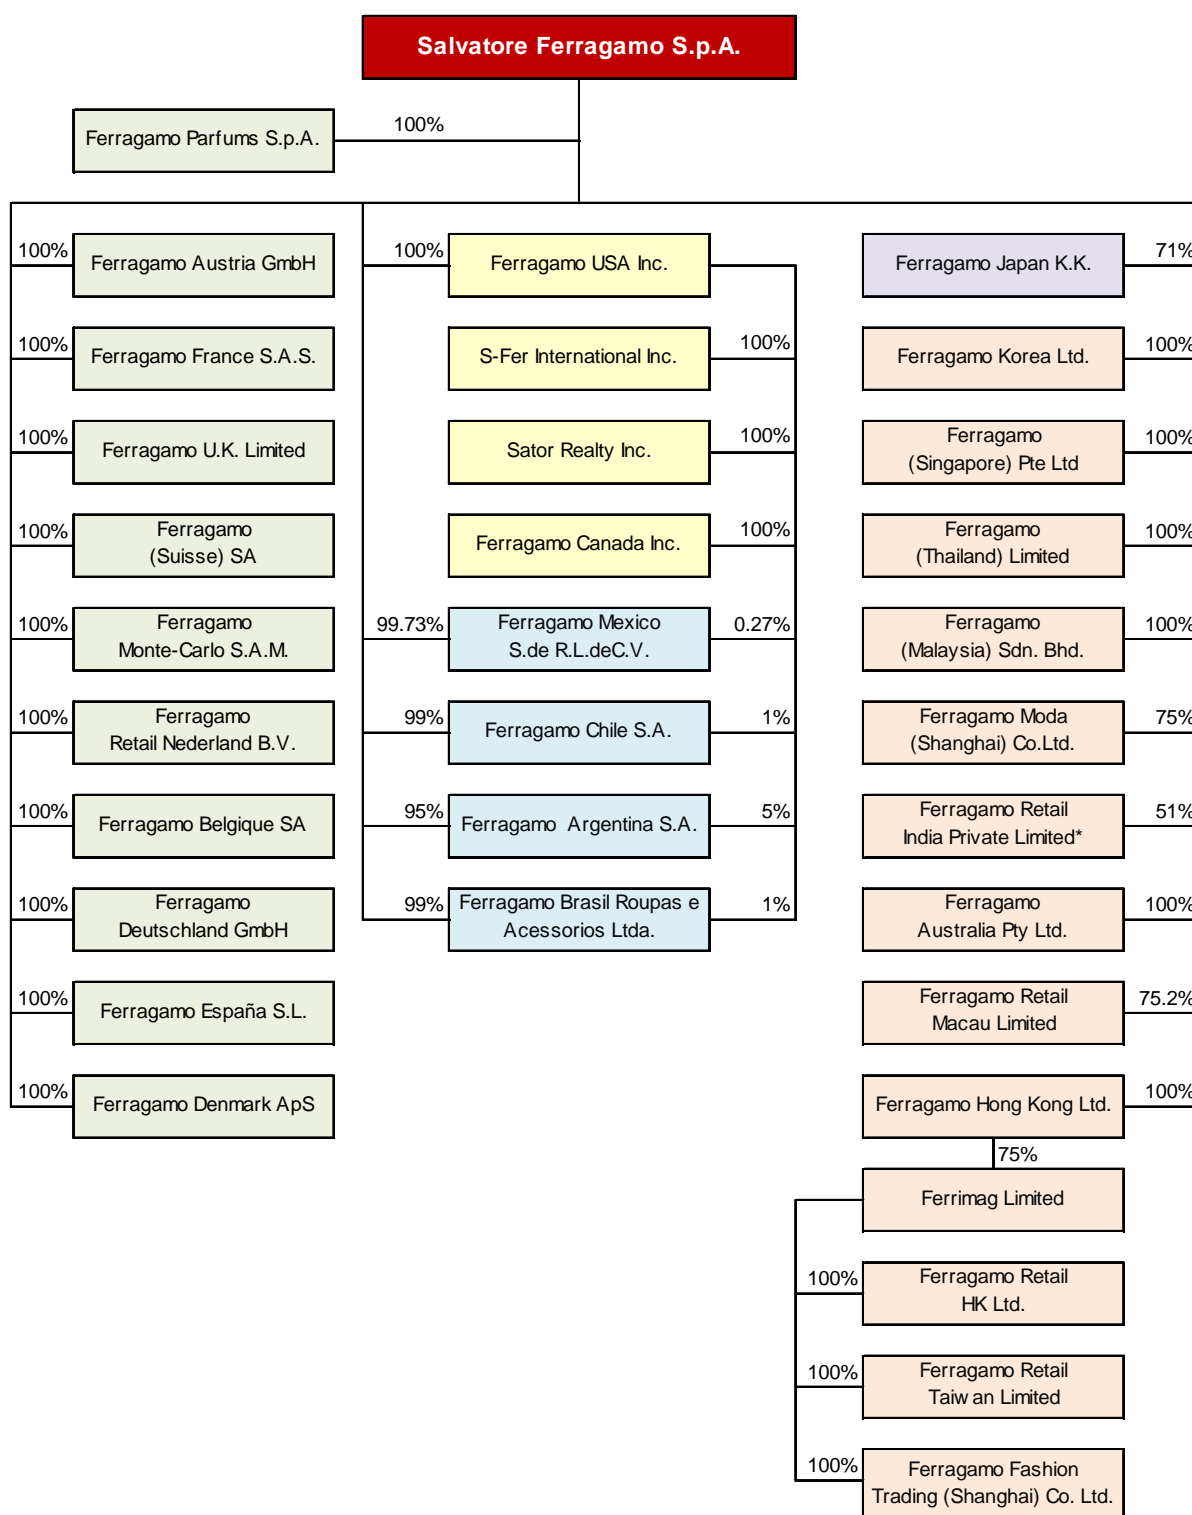 Salvatore Ferragamo S.p.A.
Ferragamo Parfums S.p.A.
100%
100%
Ferragamo Austria GmbH
100%
Ferragamo USA Inc.
Ferragamo Japan K.K.
71%
100%
Ferragamo France S.A.S.
S-Fer International Inc.
100%
Ferragamo Korea Ltd.
100%
100%
Ferragamo U.K. Limited
Sator Realty Inc.
100%
Ferragamo
(Singapore) Pte Ltd
100%
100%
Ferragamo
(Suisse) SA
Ferragamo Canada Inc.
100%
Ferragamo
(Thailand) Limited
100%
100%
Ferragamo
Monte-Carlo S.A.M.
99.73%
Ferragamo Mexico
S.de R.L.deC.V.
0.27%
Ferragamo
(Malaysia) Sdn. Bhd.
100%
100%
Ferragamo
Retail Nederland B.V.
99%
Ferragamo Chile S.A.
1%
Ferragamo Moda
(Shanghai) Co.Ltd.
75%
100%
Ferragamo Belgique SA
95%
Ferragamo Argentina S.A.
5%
Ferragamo Retail
India Private Limited*
51%
100%
Ferragamo
Deutschland GmbH
99%
Ferragamo Brasil Roupas e
Acessorios Ltda.
1%
Ferragamo
Australia Pty Ltd.
100%
100%
Ferragamo España S.L.
Ferragamo Retail
Macau Limited
75.2%
100%
Ferragamo Denmark ApS
Ferragamo Hong Kong Ltd.
100%
75%
Ferrimag Limited
100%
Ferragamo Retail
HK Ltd.
100%
Ferragamo Retail
Taiwan Limited
100%
Ferragamo Fashion
Trading (Shanghai) Co. Ltd.